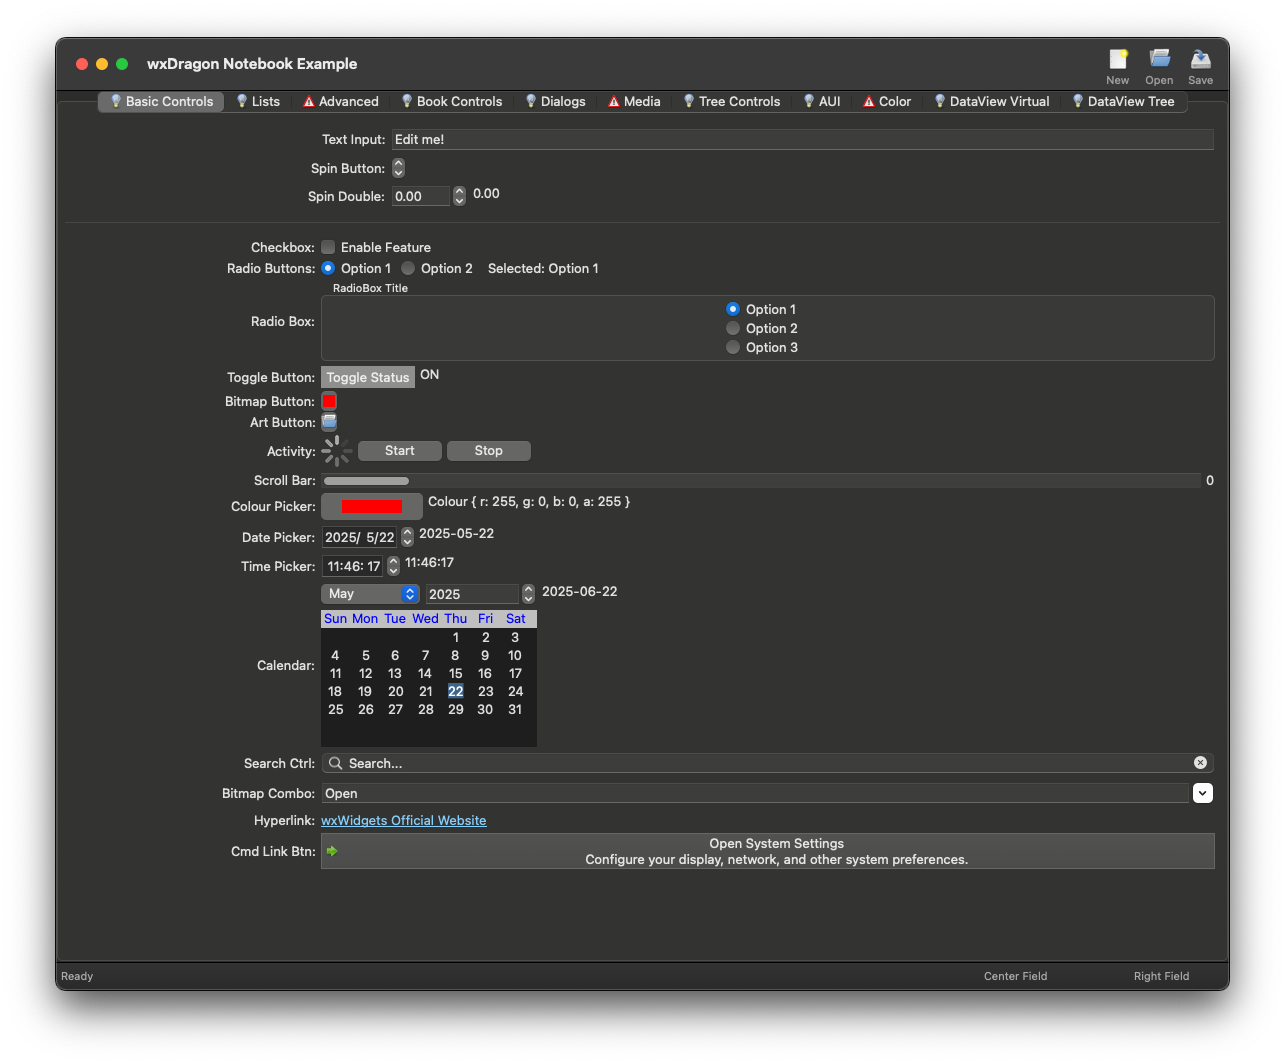 wxDragon Notebook Example
New Open Save
Basic Controls Lists Advanced Book Controls Dialogs Media Tree Controls AUI Color DataView Virtual DataView Tree
Text Input: Edit me!
Spin Button:
Spin Double: 0.00 0.00
Checkbox: Enable Feature
Radio Buttons: Option 1 Option 2 Selected: Option 1
RadioBox Title
Radio Box: Option 1
Option 2
Option 3
Toggle Button: Toggle Status ON
Bitmap Button:
Art Button:
Activity: Start Stop
Scroll Bar: 0
Colour Picker: Colour { r: 255, g: 0, b: 0, a: 255 }
Date Picker: 2025/ 5/22 2025-05-22
Time Picker: 11:46: 17 11:46:17
May 2025 2025-06-22
Sun Mon Tue Wed Thu Fri Sat
1 2 3
4 5 6 7 8 9 10
Calendar:
11 12 13 14 15 16 17
18 19 20 21 22 23 24
25 26 27 28 29 30 31
Search Ctrl: Search...
Bitmap Combo: Open
Hyperlink: wxWidgets Official Website
Cmd Link Btn: Open System Settings
Configure your display, network, and other system preferences.
Ready Center Field Right Field